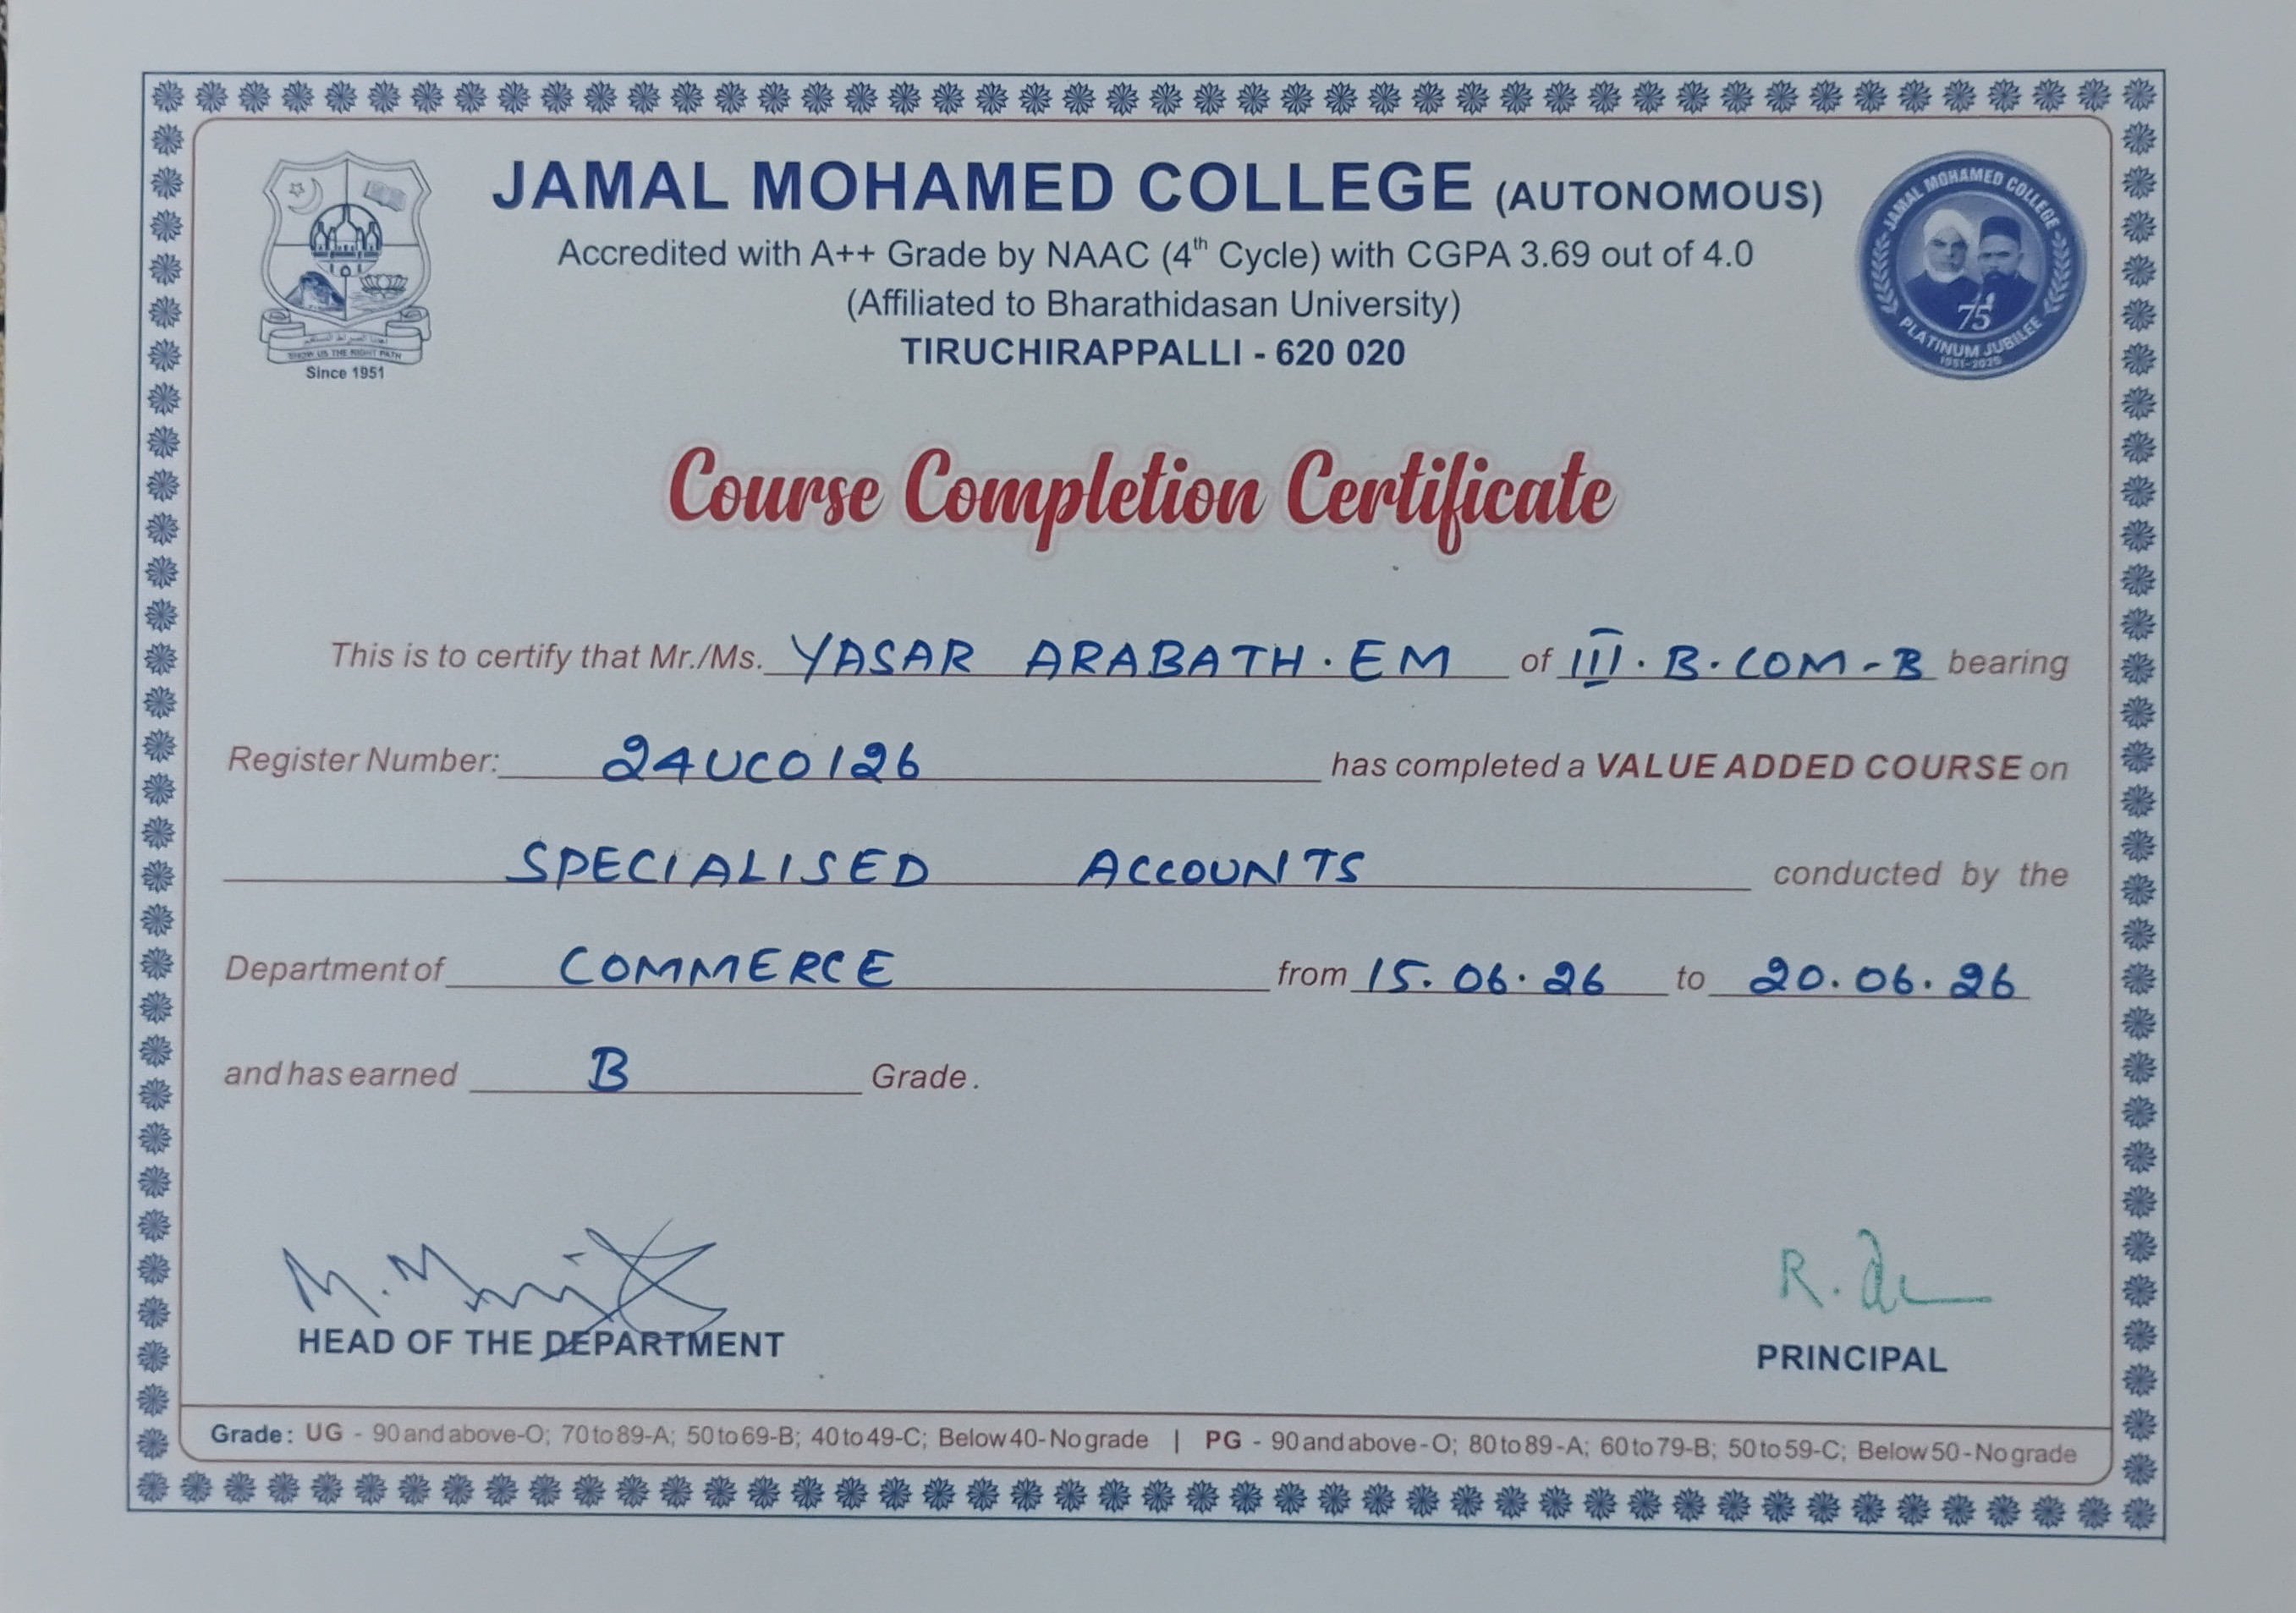 JAMAL MOHAMED COLLEGE (AUTONOMOUS)
Accredited with A++ Grade by NAAC (4th Cycle) with CGPA 3.69 out of 4.0
(Affiliated to Bharathidasan University)
TIRUCHIRAPPALLI - 620 020
SHOW US THE RIGHT PATH
Since 1951
JAMAL MOHAMED COLLEGE
75
PLATINUM JUBILEE
1951-2025
Course Completion Certificate
This is to certify that Mr./Ms. YASAR ARABATH. EM of III. B.COM-B bearing
Register Number: 24UCO126 has completed a VALUE ADDED COURSE on
SPECIALISED ACCOUNTS conducted by the
Department of COMMERCE from 15.06.26 to 20.06.26
and has earned B Grade.
HEAD OF THE DEPARTMENT
R.
PRINCIPAL
Grade: UG - 90 and above-O; 70 to 89-A; 50 to 69-B; 40 to 49-C; Below 40-No grade | PG - 90 and above-O; 80 to 89-A; 60 to 79-B; 50 to 59-C; Below 50-No grade